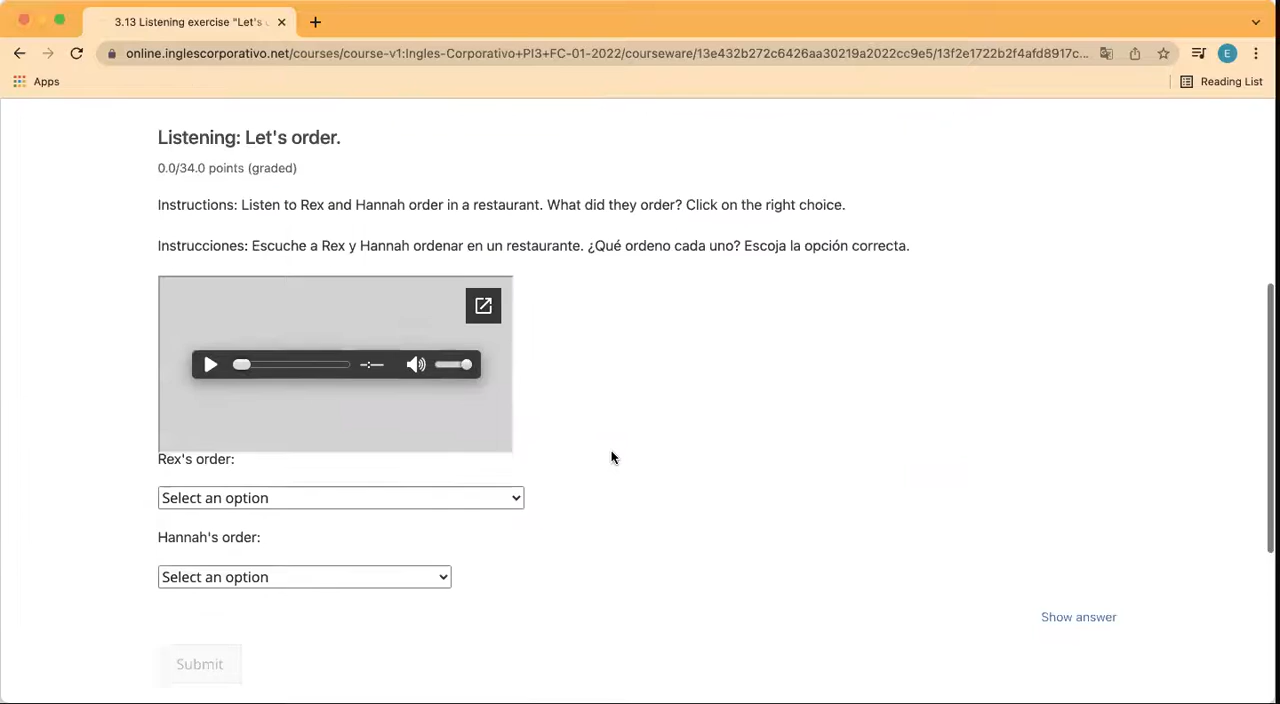 3.13 Listening exercise "Let's
online.inglescorporativo.net/courses/course-v1:Ingles-Corporativo+PI3+FC-01-2022/courseware/13e432b272c6426aa30219a2022cc9e5/13f2e1722b2f4afd8917c...
E
Apps
Reading List
Listening: Let's order.
0.0/34.0 points (graded)
Instructions: Listen to Rex and Hannah order in a restaurant. What did they order? Click on the right choice.
Instrucciones: Escuche a Rex y Hannah ordenar en un restaurante. ¿Qué ordeno cada uno? Escoja la opción correcta.
-:--
Rex's order:
Select an option
Hannah's order:
Select an option
Show answer
Submit